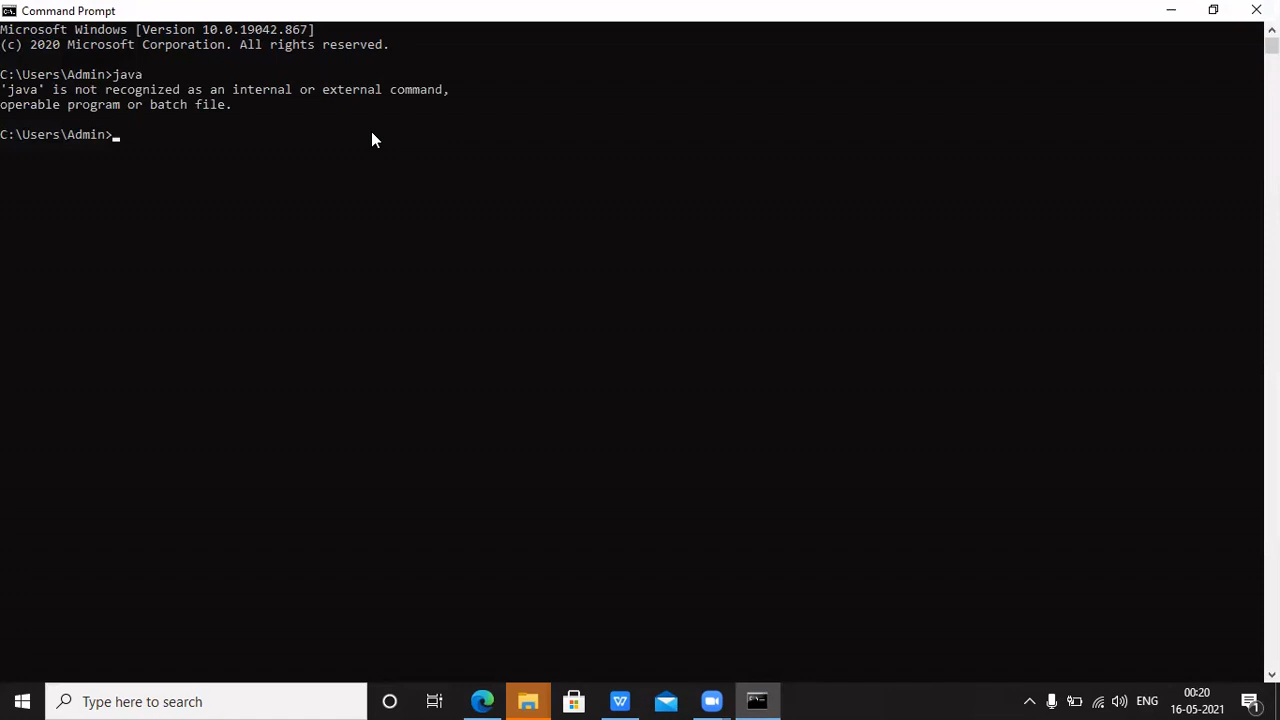 Command Prompt
Microsoft Windows [Version 10.0.19042.867]
(c) 2020 Microsoft Corporation. All rights reserved.
C:\Users\Admin>java
'java' is not recognized as an internal or external command,
operable program or batch file.
C:\Users\Admin>
Type here to search
W
ENG
00:20
16-05-2021
1